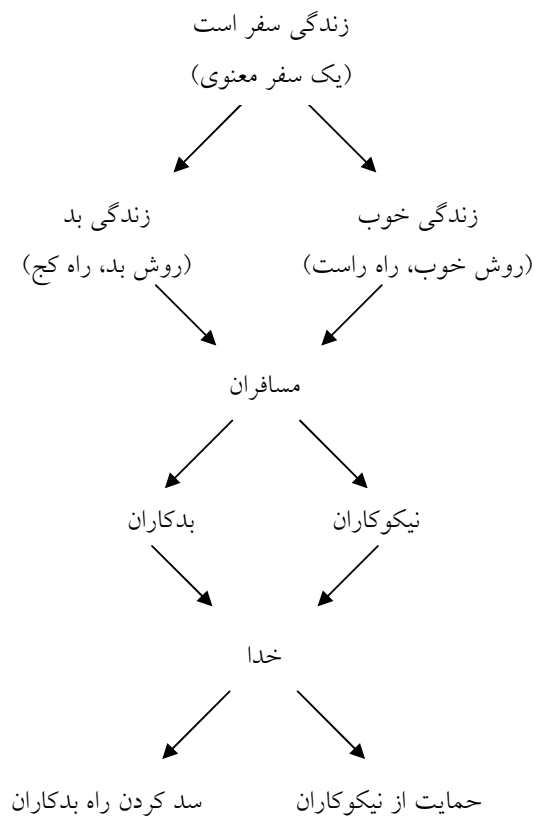 زندگی سفر است
(یک سفر معنوی)
زندگی خوب
زندگی بد
(روش خوب، راه راست)
(روش بد، راه کج)
مسافران
نیکوکاران
بدکاران
خدا
حمایت از نیکوکاران
سد کردن راه بدکاران